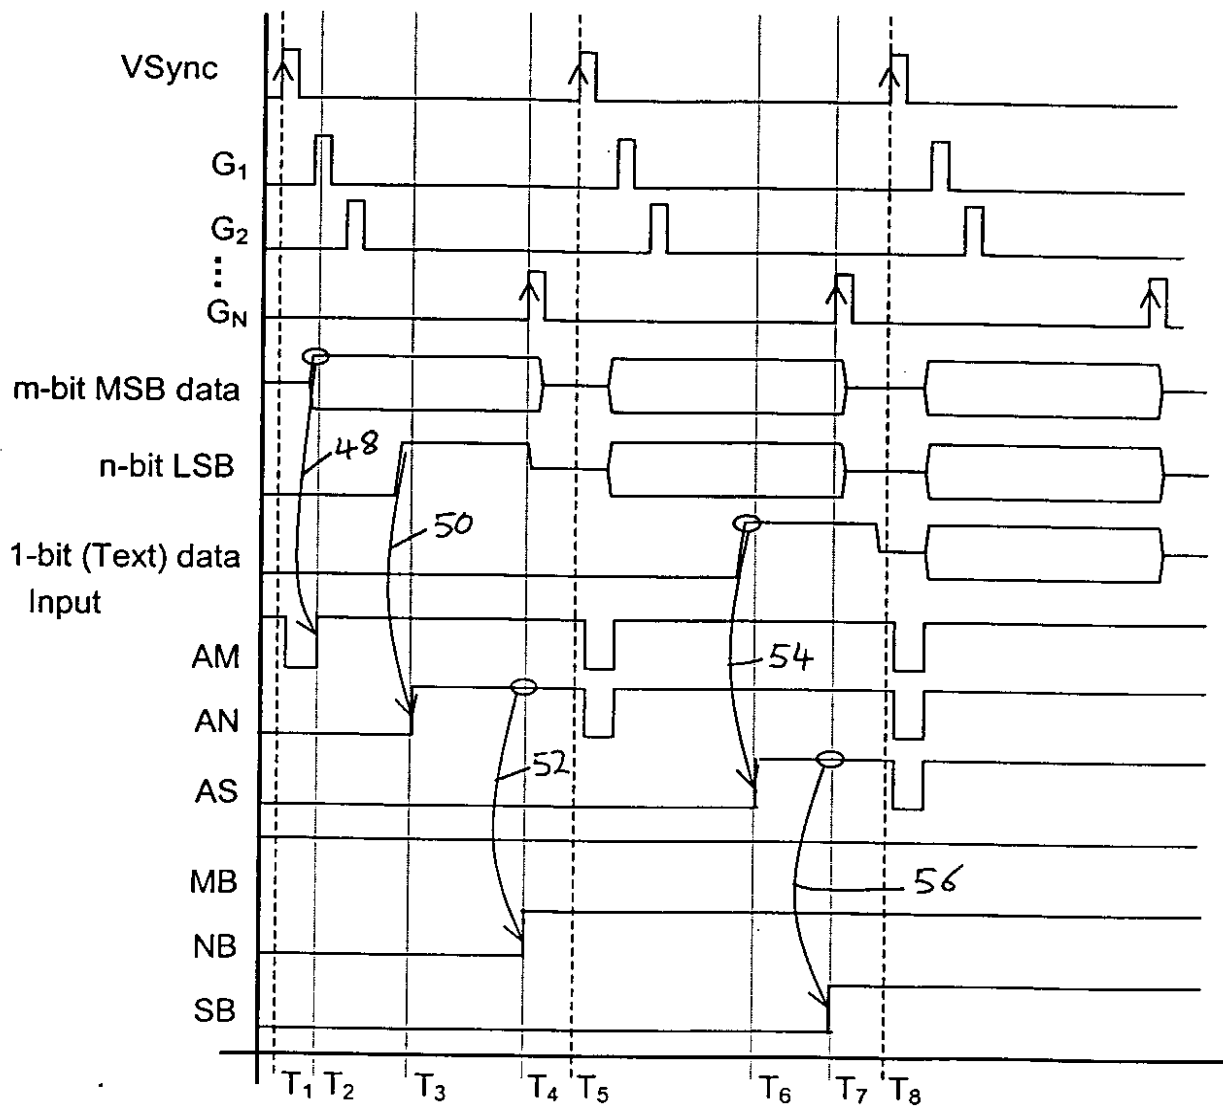 VSync
G₁
G₂
⋮
G_N
m-bit MSB data
48
n-bit LSB
50
1-bit (Text) data
Input
AM
54
AN
52
AS
MB
56
NB
SB
T₁ T₂ T₃ T₄ T₅ T₆ T₇ T₈